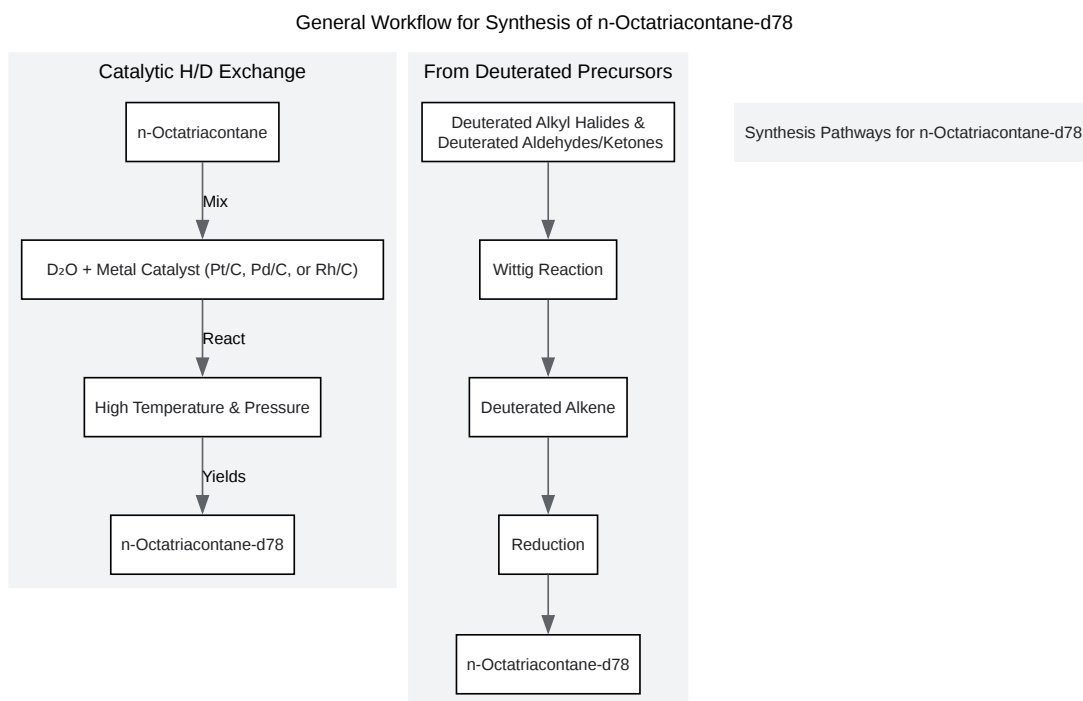 General Workflow for Synthesis of n-Octatriacontane-d78
Catalytic H/D Exchange
n-Octatriacontane
Mix
D₂O + Metal Catalyst (Pt/C, Pd/C, or Rh/C)
React
High Temperature & Pressure
Yields
n-Octatriacontane-d78
From Deuterated Precursors
Deuterated Alkyl Halides &
Deuterated Aldehydes/Ketones
Wittig Reaction
Deuterated Alkene
Reduction
n-Octatriacontane-d78
Synthesis Pathways for n-Octatriacontane-d78